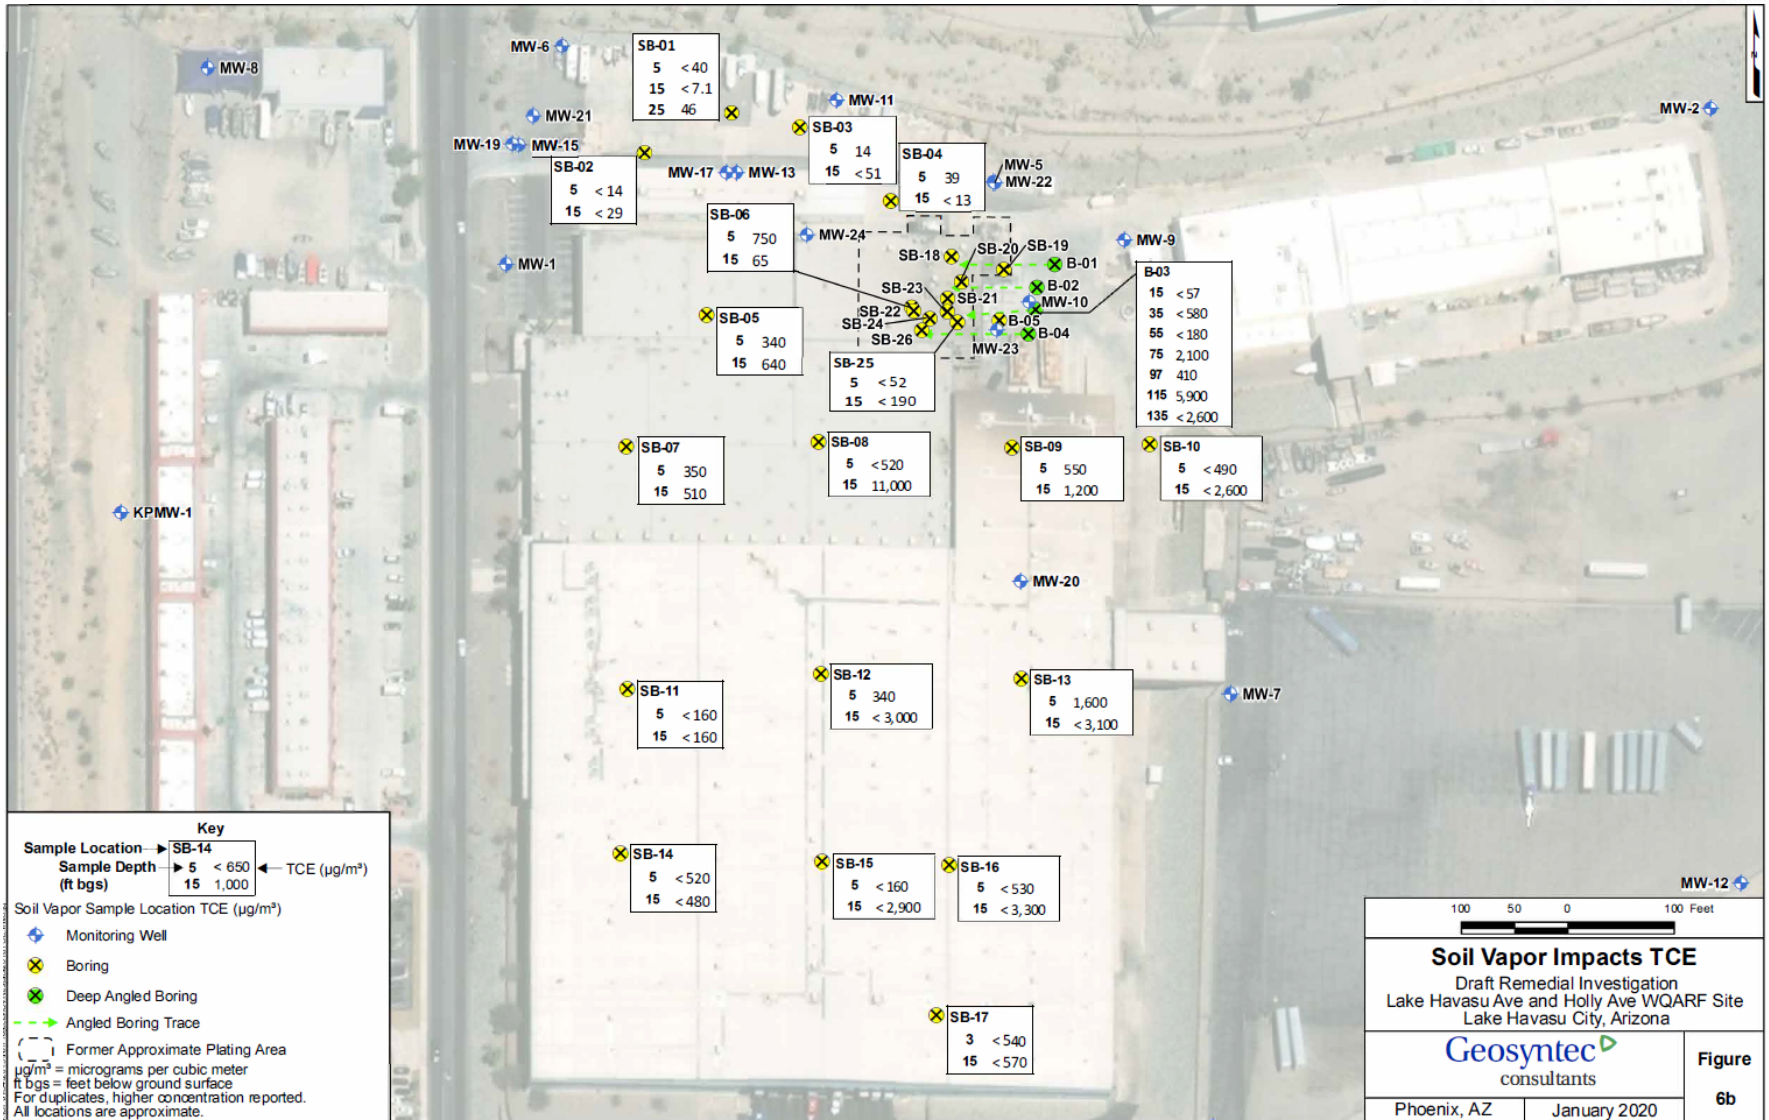 MW-6
MW-8
SB-01
5 <40
15 <7.1
25 46
MW-11
MW-2
MW-21
MW-19
MW-15
SB-03
5 14
15 <51
SB-02
5 <14
15 <29
MW-17
MW-13
SB-04
5 39
15 <13
MW-5
MW-22
SB-06
5 750
15 65
MW-24
MW-9
MW-1
SB-18
SB-20
SB-19
B-01
B-02
SB-23
SB-21
MW-10
SB-22
SB-24
SB-26
B-05
B-04
MW-23
B-03
15 <57
35 <580
55 <180
75 2,100
97 410
115 5,900
135 <2,600
SB-05
5 340
15 640
SB-25
5 <52
15 <190
SB-07
5 350
15 510
SB-08
5 <520
15 11,000
SB-09
5 550
15 1,200
SB-10
5 <490
15 <2,600
KPMW-1
MW-20
SB-11
5 <160
15 <160
SB-12
5 340
15 <3,000
SB-13
5 1,600
15 <3,100
MW-7
SB-14
5 <520
15 <480
SB-15
5 <160
15 <2,900
SB-16
5 <530
15 <3,300
MW-12
SB-17
3 <540
15 <570
Key
Sample Location SB-14
Sample Depth 5 <650 TCE (µg/m³)
(ft bgs) 15 1,000
Soil Vapor Sample Location TCE (µg/m³)
Monitoring Well
Boring
Deep Angled Boring
Angled Boring Trace
Former Approximate Plating Area
µg/m³ = micrograms per cubic meter
ft bgs = feet below ground surface
For duplicates, higher concentration reported.
All locations are approximate.
N
100 50 0 100 Feet
Soil Vapor Impacts TCE
Draft Remedial Investigation
Lake Havasu Ave and Holly Ave WQARF Site
Lake Havasu City, Arizona
Geosyntec
consultants
Figure
6b
Phoenix, AZ
January 2020